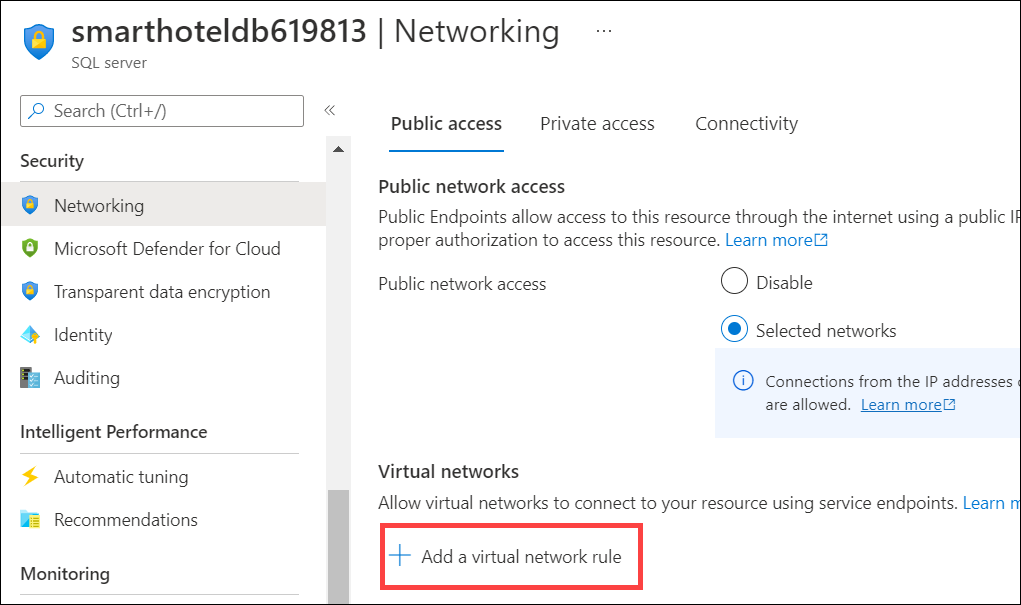 smarthoteldb619813 | Networking ...
SQL server
Search (Ctrl+/)
«
Security
Networking
Microsoft Defender for Cloud
Transparent data encryption
Identity
Auditing
Intelligent Performance
Automatic tuning
Recommendations
Monitoring
Public access Private access Connectivity
Public network access
Public Endpoints allow access to this resource through the internet using a public IP
proper authorization to access this resource. Learn more
Public network access
Disable
Selected networks
Connections from the IP addresses
are allowed. Learn more
Virtual networks
Allow virtual networks to connect to your resource using service endpoints. Learn
+ Add a virtual network rule